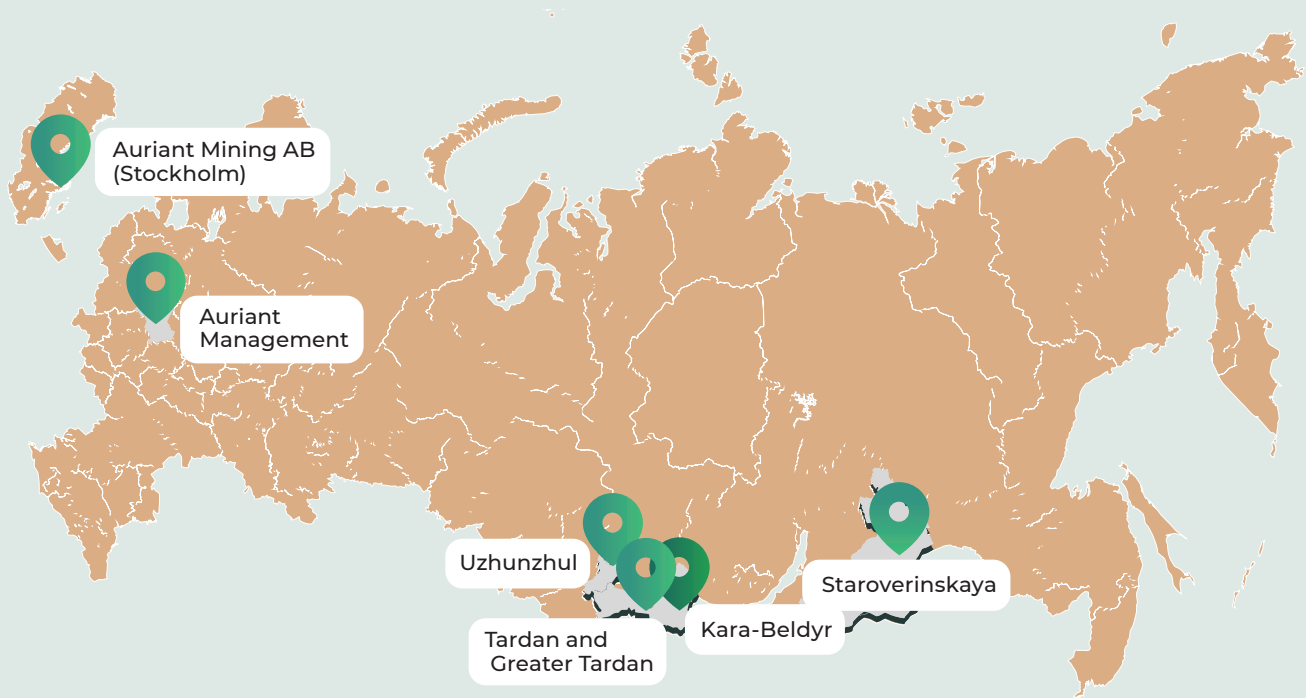 Auriant Mining AB
(Stockholm)
Auriant
Management
Uzhunzhul
Staroverinskaya
Tardan and
Greater Tardan
Kara-Beldyr